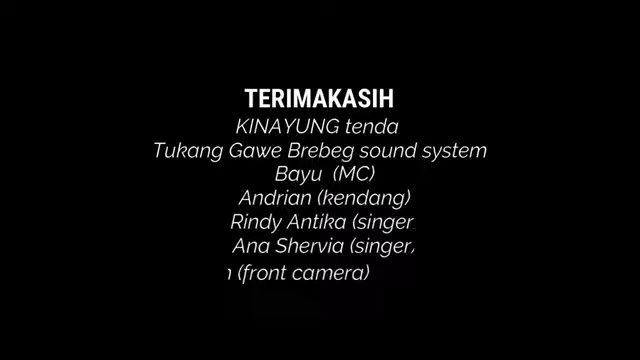 TERIMAKASIH
KINAYUNG tenda
Tukang Gawe Brebeg sound system
Bayu (MC)
Andrian (kendang)
Rindy Antika (singer
Ana Shervia (singer
(front camera)